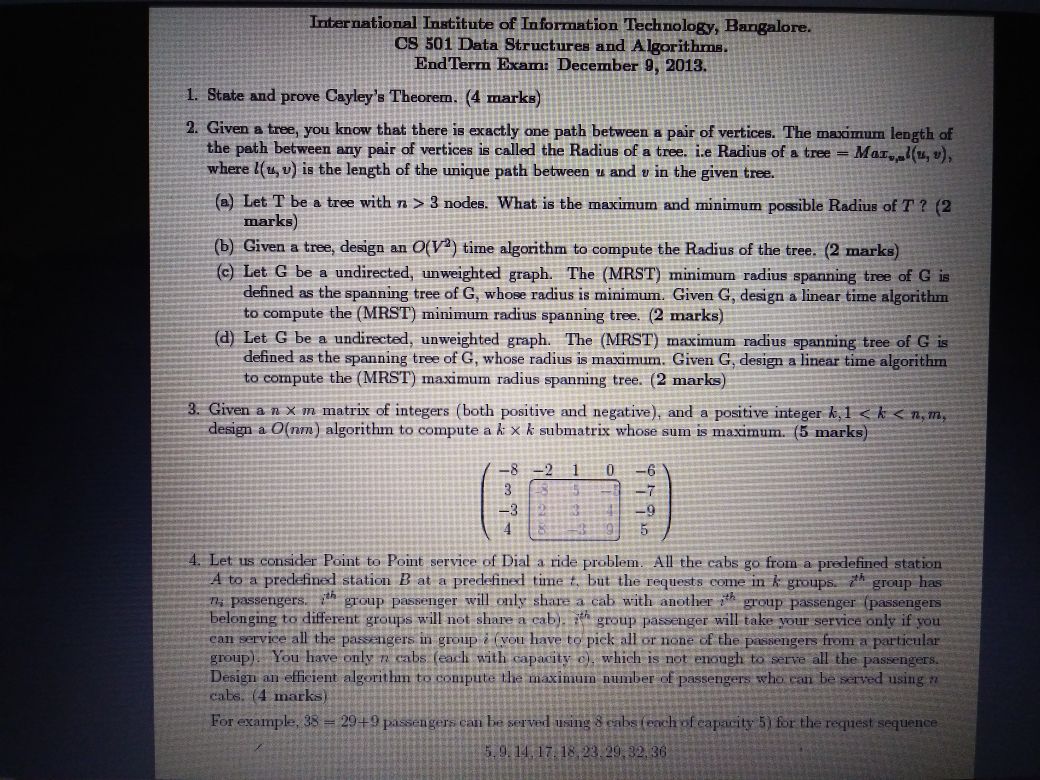 International Institute of Information Technology, Bangalore.
CS 501 Data Structures and Algorithms.
EndTerm Exam: December 9, 2013.
1. State and prove Cayley's Theorem. (4 marks)
2. Given a tree, you know that there is exactly one path between a pair of vertices. The maximum length of
the path between any pair of vertices is called the Radius of a tree. i.e Radius of a tree = Max_{v,u}l(u, v),
where l(u, v) is the length of the unique path between u and v in the given tree.
(a) Let T be a tree with n > 3 nodes. What is the maximum and minimum possible Radius of T ? (2
marks)
(b) Given a tree, design an O(V²) time algorithm to compute the Radius of the tree. (2 marks)
(c) Let G be a undirected, unweighted graph. The (MRST) minimum radius spanning tree of G is
defined as the spanning tree of G, whose radius is minimum. Given G, design a linear time algorithm
to compute the (MRST) minimum radius spanning tree. (2 marks)
(d) Let G be a undirected, unweighted graph. The (MRST) maximum radius spanning tree of G is
defined as the spanning tree of G, whose radius is maximum. Given G, design a linear time algorithm
to compute the (MRST) maximum radius spanning tree. (2 marks)
3. Given a n × m matrix of integers (both positive and negative), and a positive integer k, 1 < k < n, m,
design a O(nm) algorithm to compute a k × k submatrix whose sum is maximum. (5 marks)
−8 −2 1 0 −6
3 −8 5 −7
−3 2 3 4 −9
4 8 −3 9 5
4. Let us consider Point to Point service of Dial a ride problem. All the cabs go from a predefined station
A to a predefined station B at a predefined time t, but the requests come in k groups. iᵗʰ group has
nᵢ passengers. iᵗʰ group passenger will only share a cab with another iᵗʰ group passenger (passengers
belonging to different groups will not share a cab). iᵗʰ group passenger will take your service only if you
can service all the passengers in group i (you have to pick all or none of the passengers from a particular
group). You have only n cabs (each with capacity c), which is not enough to serve all the passengers.
Design an efficient algorithm to compute the maximum number of passengers who can be served using n
cabs. (4 marks)
For example, 38 = 29+9 passengers can be served using 8 cabs (each of capacity 5) for the request sequence
5, 9, 14, 17, 18, 23, 29, 32, 36